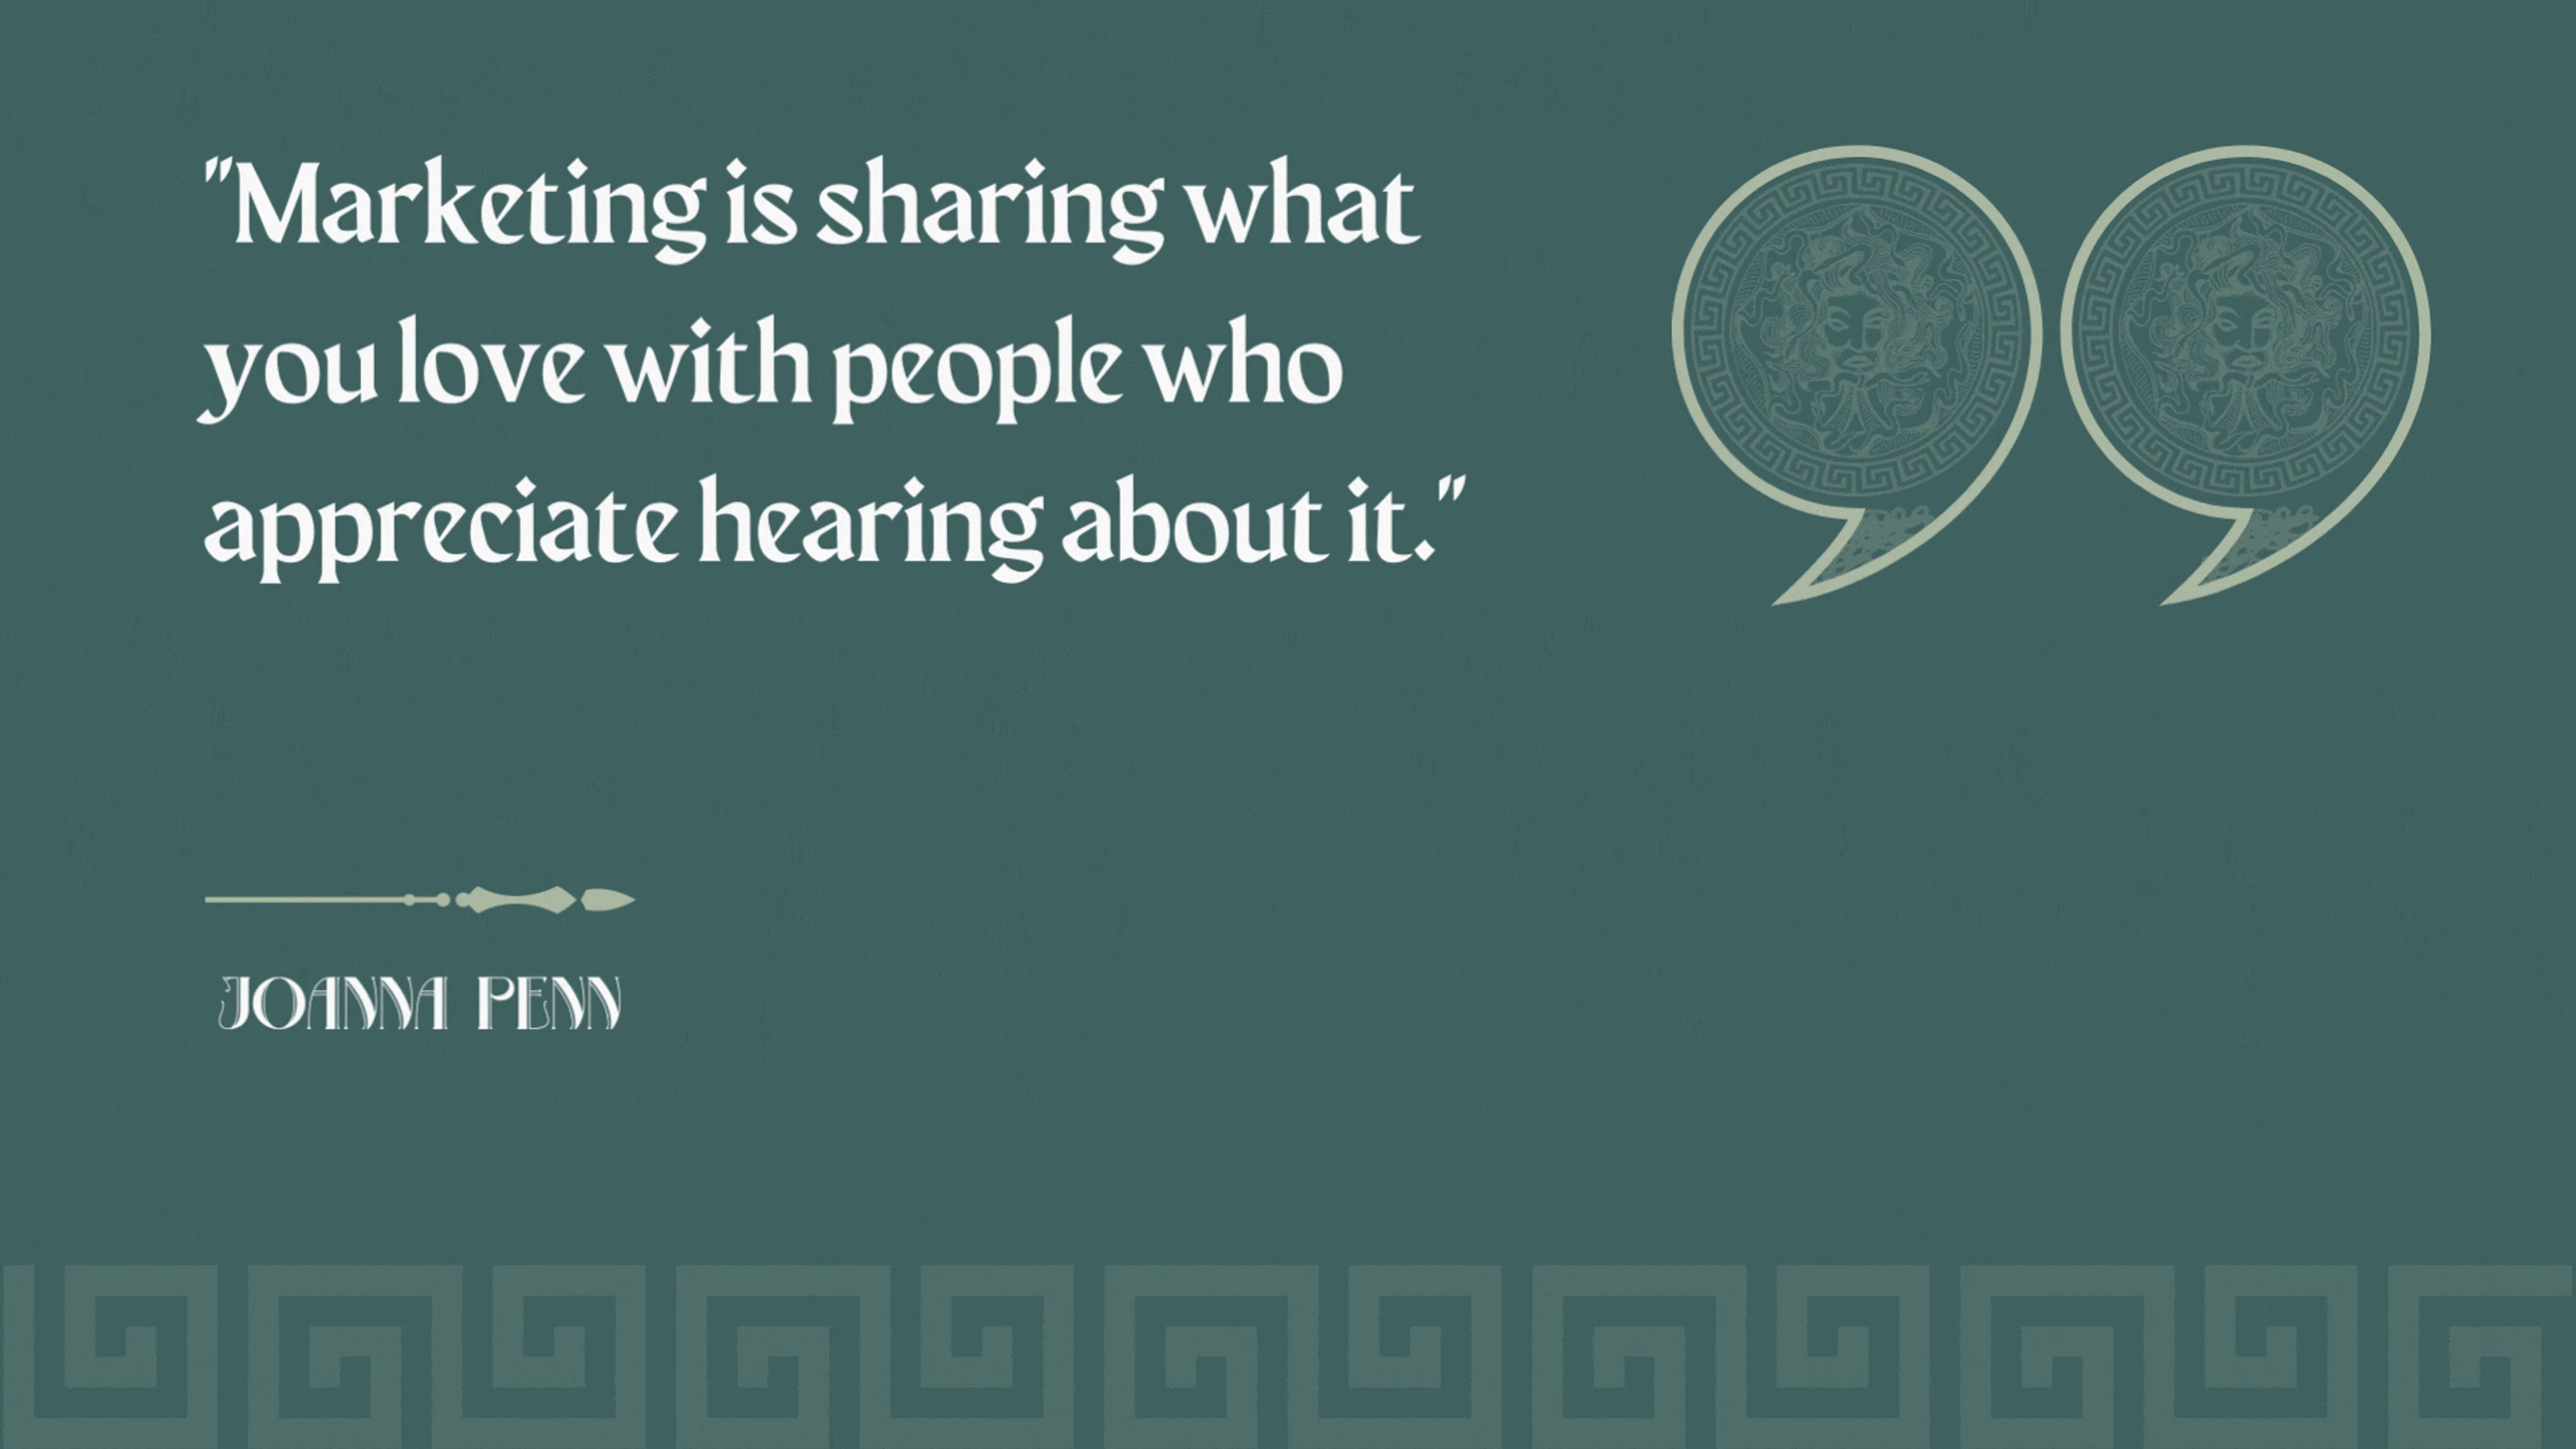 "Marketing is sharing what
you love with people who
appreciate hearing about it."
JOANNA PENN